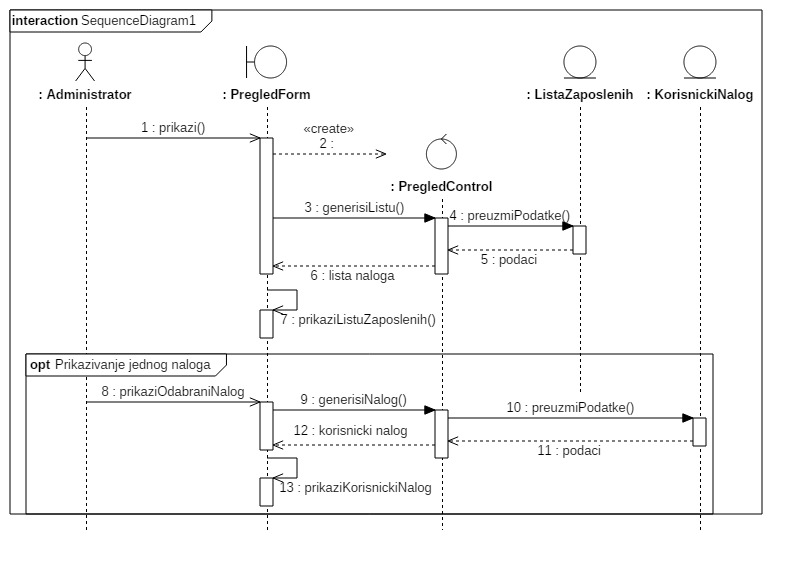 interaction SequenceDiagram1
: Administrator
: PregledForm
: ListaZaposlenih
: KorisnickiNalog
1 : prikazi()
«create»
2 :
: PregledControl
3 : generisiListu()
4 : preuzmiPodatke()
5 : podaci
6 : lista naloga
7 : prikaziListuZaposlenih()
opt Prikazivanje jednog naloga
8 : prikaziOdabraniNalog
9 : generisiNalog()
10 : preuzmiPodatke()
12 : korisnicki nalog
11 : podaci
13 : prikaziKorisnickiNalog